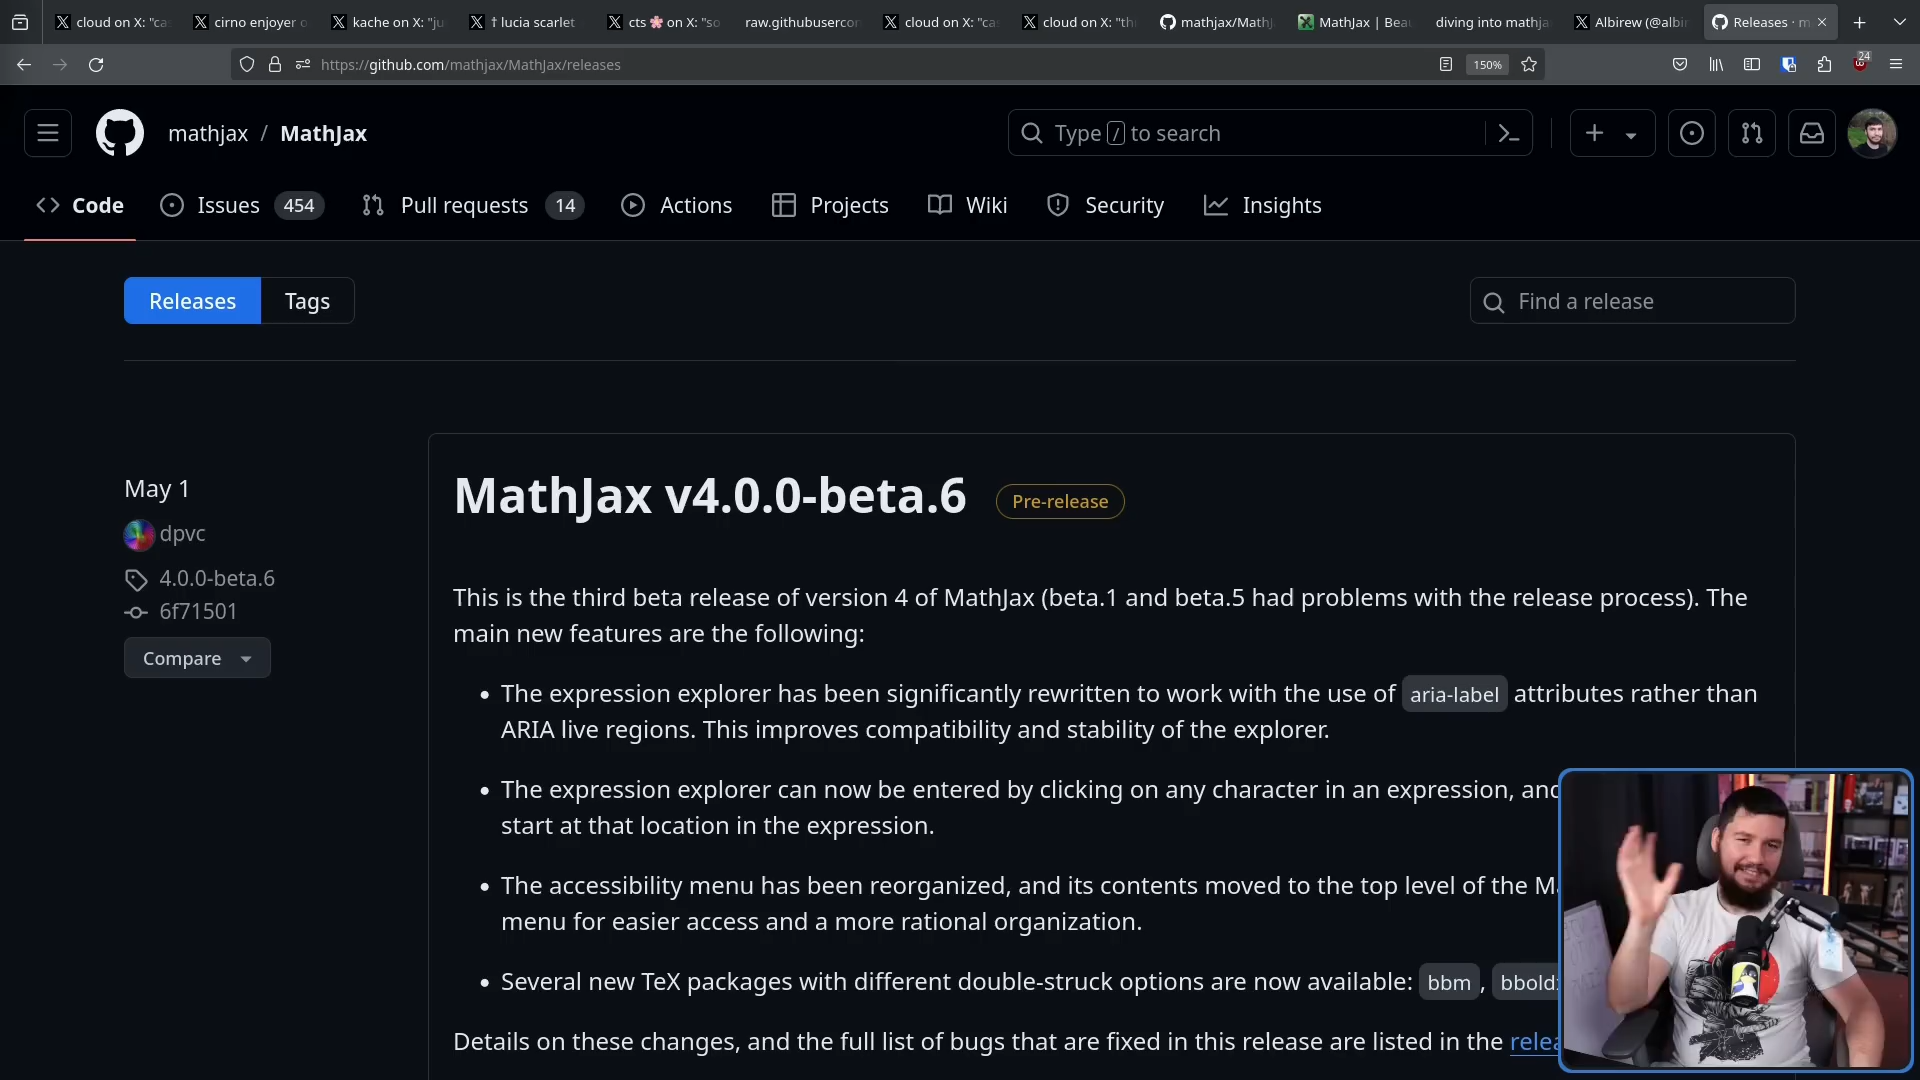 cloud on X: "cas
cirno enjoyer o
kache on X: "ju
† lucia scarlet
cts 🌸 on X: "so
raw.githubusercon
cloud on X: "cas
cloud on X: "thi
mathjax/MathJ
MathJax | Beau
diving into mathja
Albirew (@albir
Releases · m
https://github.com/mathjax/MathJax/releases
150%
24
mathjax / MathJax
Type / to search
Code
Issues 454
Pull requests 14
Actions
Projects
Wiki
Security
Insights
Releases
Tags
Find a release
May 1
dpvc
4.0.0-beta.6
6f71501
Compare
MathJax v4.0.0-beta.6 Pre-release
This is the third beta release of version 4 of MathJax (beta.1 and beta.5 had problems with the release process). The
main new features are the following:
• The expression explorer has been significantly rewritten to work with the use of aria-label attributes rather than
ARIA live regions. This improves compatibility and stability of the explorer.
• The expression explorer can now be entered by clicking on any character in an expression, and
start at that location in the expression.
• The accessibility menu has been reorganized, and its contents moved to the top level of the Ma
menu for easier access and a more rational organization.
• Several new TeX packages with different double-struck options are now available: bbm, bbold
Details on these changes, and the full list of bugs that are fixed in this release are listed in the relea